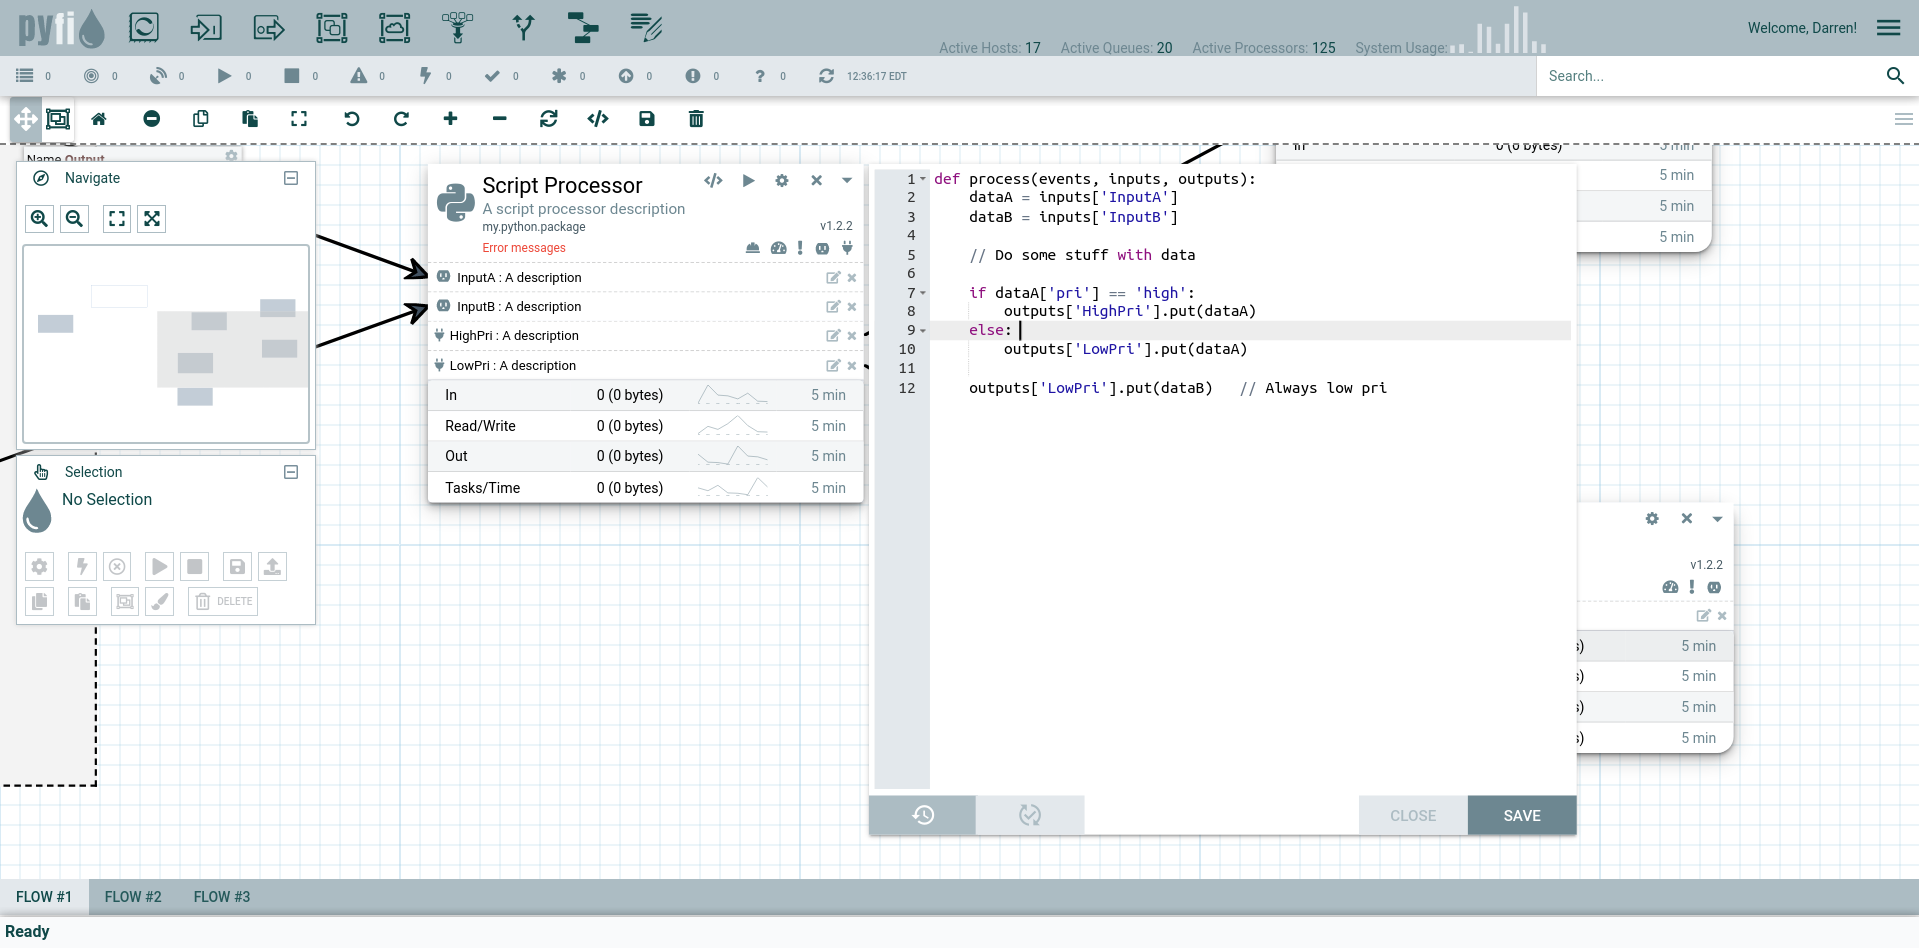 pyfi
Welcome, Darren!
Active Hosts: 17 Active Queues: 20 Active Processors: 125 System Usage:
0 0 0 0 0 0 0 0 0 0 0 0 12:36:17 EDT
Search...
Name Output
Navigate
Selection
No Selection
DELETE
Script Processor
A script processor description
my.python.package
v1.2.2
Error messages
InputA : A description
InputB : A description
HighPri : A description
LowPri : A description
In 0 (0 bytes) 5 min
Read/Write 0 (0 bytes) 5 min
Out 0 (0 bytes) 5 min
Tasks/Time 0 (0 bytes) 5 min
1 def process(events, inputs, outputs):
2 dataA = inputs['InputA']
3 dataB = inputs['InputB']
4
5 // Do some stuff with data
6
7 if dataA['pri'] == 'high':
8 outputs['HighPri'].put(dataA)
9 else:
10 outputs['LowPri'].put(dataA)
11
12 outputs['LowPri'].put(dataB) // Always low pri
CLOSE SAVE
In 0 (0 bytes) 5 min
5 min
5 min
5 min
v1.2.2
s) 5 min
s) 5 min
s) 5 min
s) 5 min
FLOW #1 FLOW #2 FLOW #3
Ready